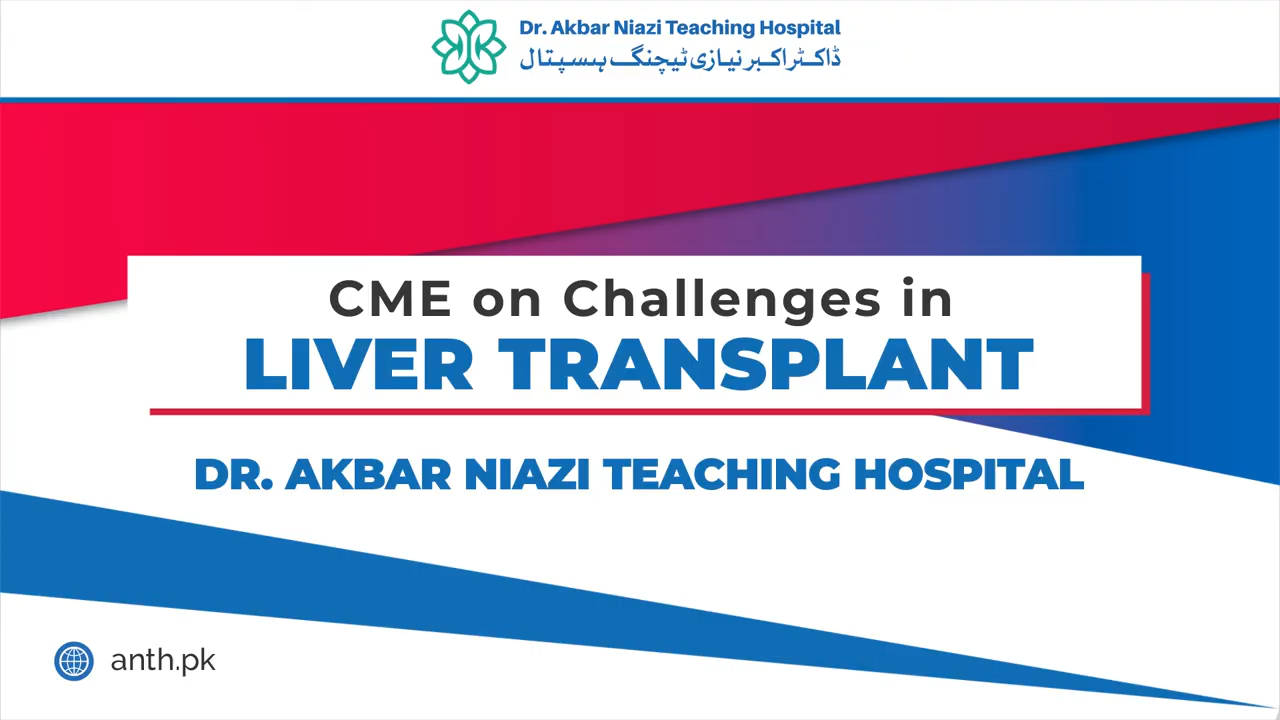 Dr. Akbar Niazi Teaching Hospital
ڈاکٹر اکبر نیازی ٹیچنگ ہسپتال
CME on Challenges in
LIVER TRANSPLANT
DR. AKBAR NIAZI TEACHING HOSPITAL
anth.pk